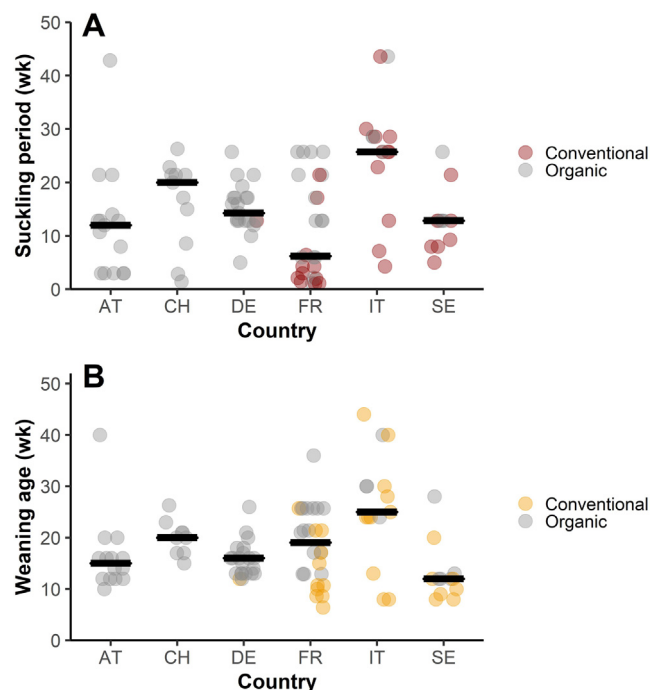 A
Suckling period (wk)
50
40
30
20
10
0
AT CH DE FR IT SE
Country
Conventional
Organic
B
Weaning age (wk)
50
40
30
20
10
0
AT CH DE FR IT SE
Country
Conventional
Organic